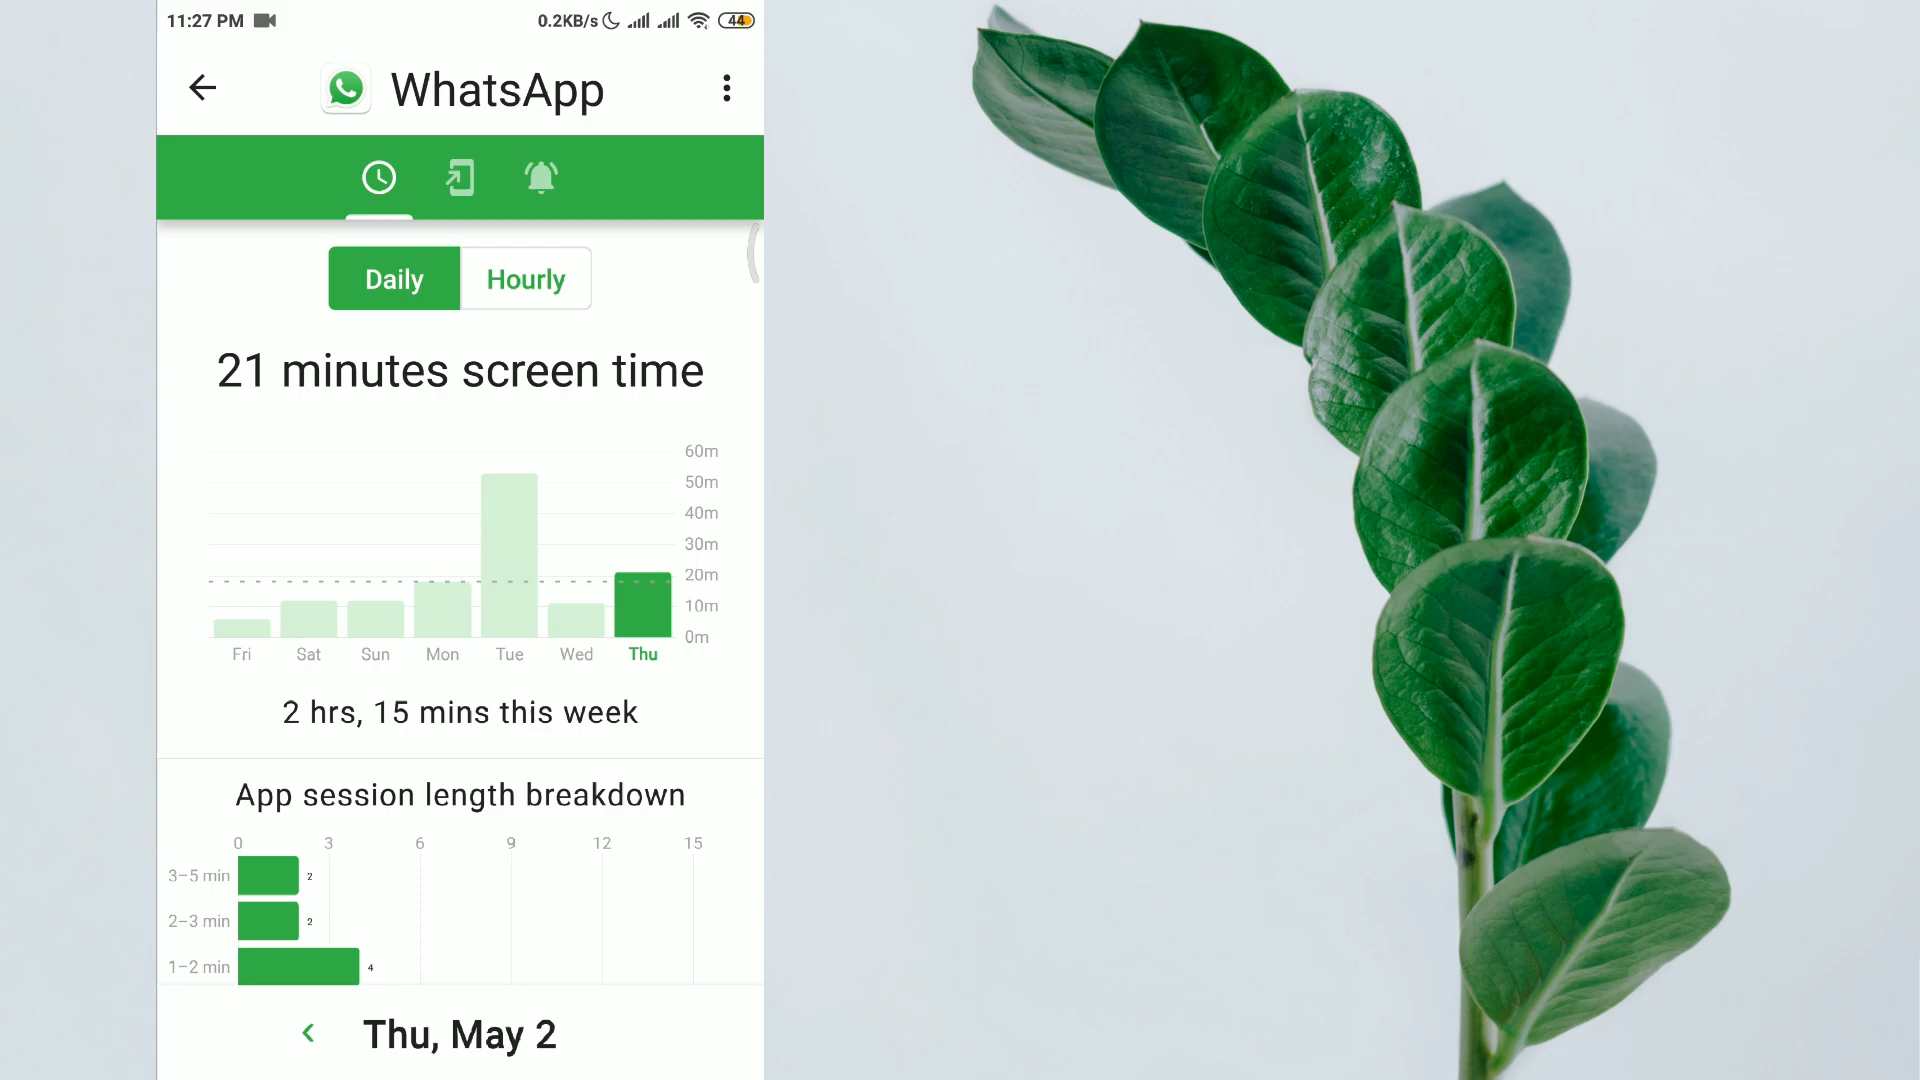 11:27 PM 0.2KB/s 44
WhatsApp
Daily Hourly
21 minutes screen time
60m
50m
40m
30m
20m
10m
0m
Fri Sat Sun Mon Tue Wed Thu
2 hrs, 15 mins this week
App session length breakdown
0 3 6 9 12 15
3–5 min 2
2–3 min 2
1–2 min 4
Thu, May 2